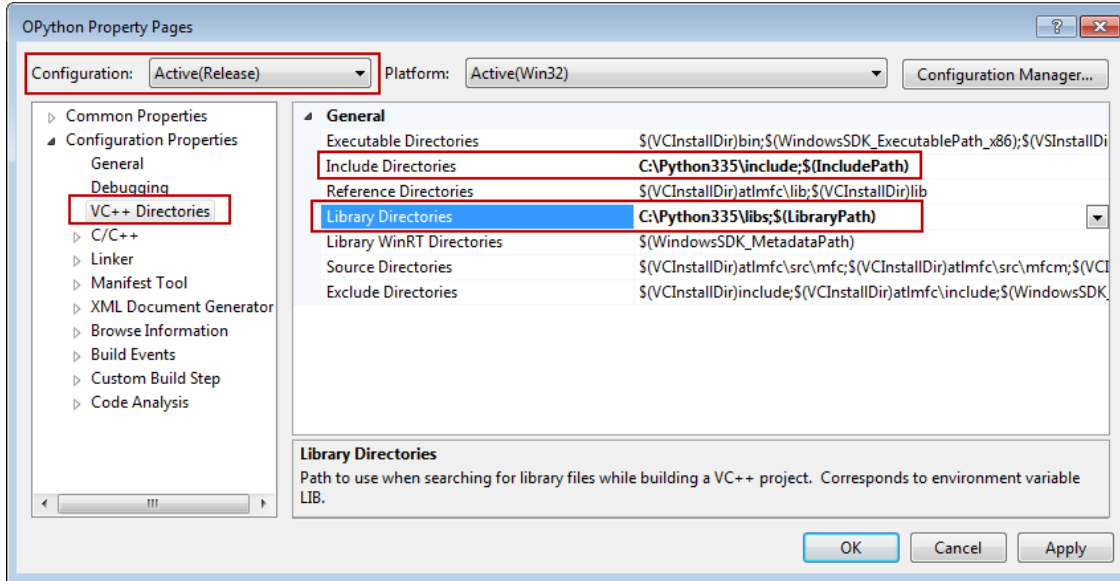 OPython Property Pages
Configuration: Active(Release) Platform: Active(Win32) Configuration Manager...
Common Properties
Configuration Properties
General
Debugging
VC++ Directories
C/C++
Linker
Manifest Tool
XML Document Generator
Browse Information
Build Events
Custom Build Step
Code Analysis
General
Executable Directories $(VCInstallDir)bin;$(WindowsSDK_ExecutablePath_x86);$(VSInstallDi
Include Directories C:\Python335\include;$(IncludePath)
Reference Directories $(VCInstallDir)atlmfc\lib;$(VCInstallDir)lib
Library Directories C:\Python335\libs;$(LibraryPath)
Library WinRT Directories $(WindowsSDK_MetadataPath)
Source Directories $(VCInstallDir)atlmfc\src\mfc;$(VCInstallDir)atlmfc\src\mfcm;$(VCI
Exclude Directories $(VCInstallDir)include;$(VCInstallDir)atlmfc\include;$(WindowsSDK_
Library Directories
Path to use when searching for library files while building a VC++ project. Corresponds to environment variable
LIB.
OK Cancel Apply